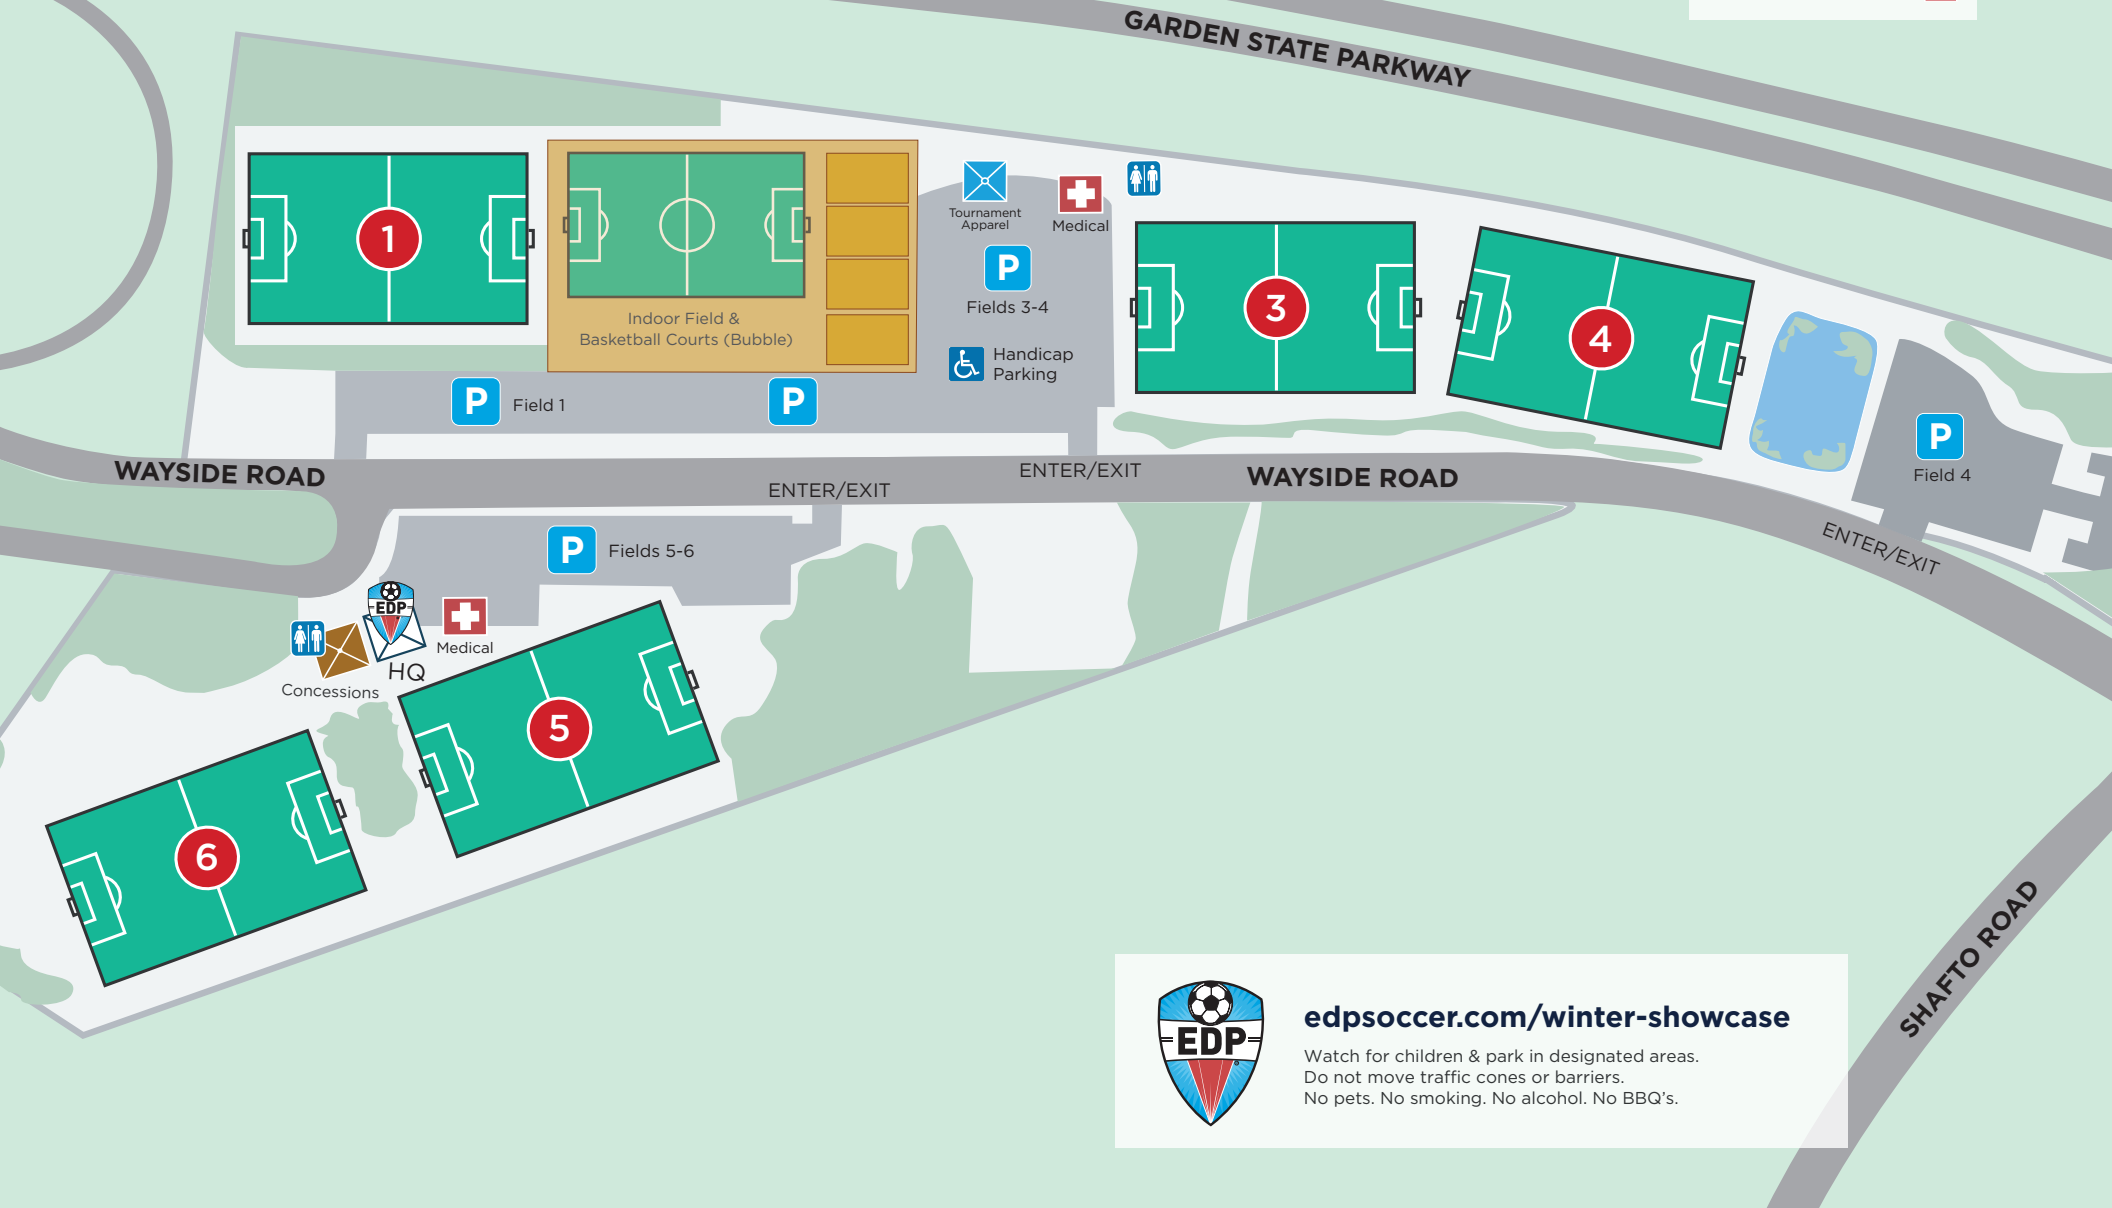 GARDEN STATE PARKWAY
1
Indoor Field &
Basketball Courts (Bubble)
Tournament
Apparel
Medical
P
Fields 3-4
Handicap
Parking
3
4
P
Field 1
P
P
Field 4
WAYSIDE ROAD
ENTER/EXIT
ENTER/EXIT
WAYSIDE ROAD
ENTER/EXIT
P
Fields 5-6
EDP
HQ
Medical
Concessions
5
6
SHAFTO ROAD
EDP
edpsoccer.com/winter-showcase
Watch for children & park in designated areas.
Do not move traffic cones or barriers.
No pets. No smoking. No alcohol. No BBQ’s.